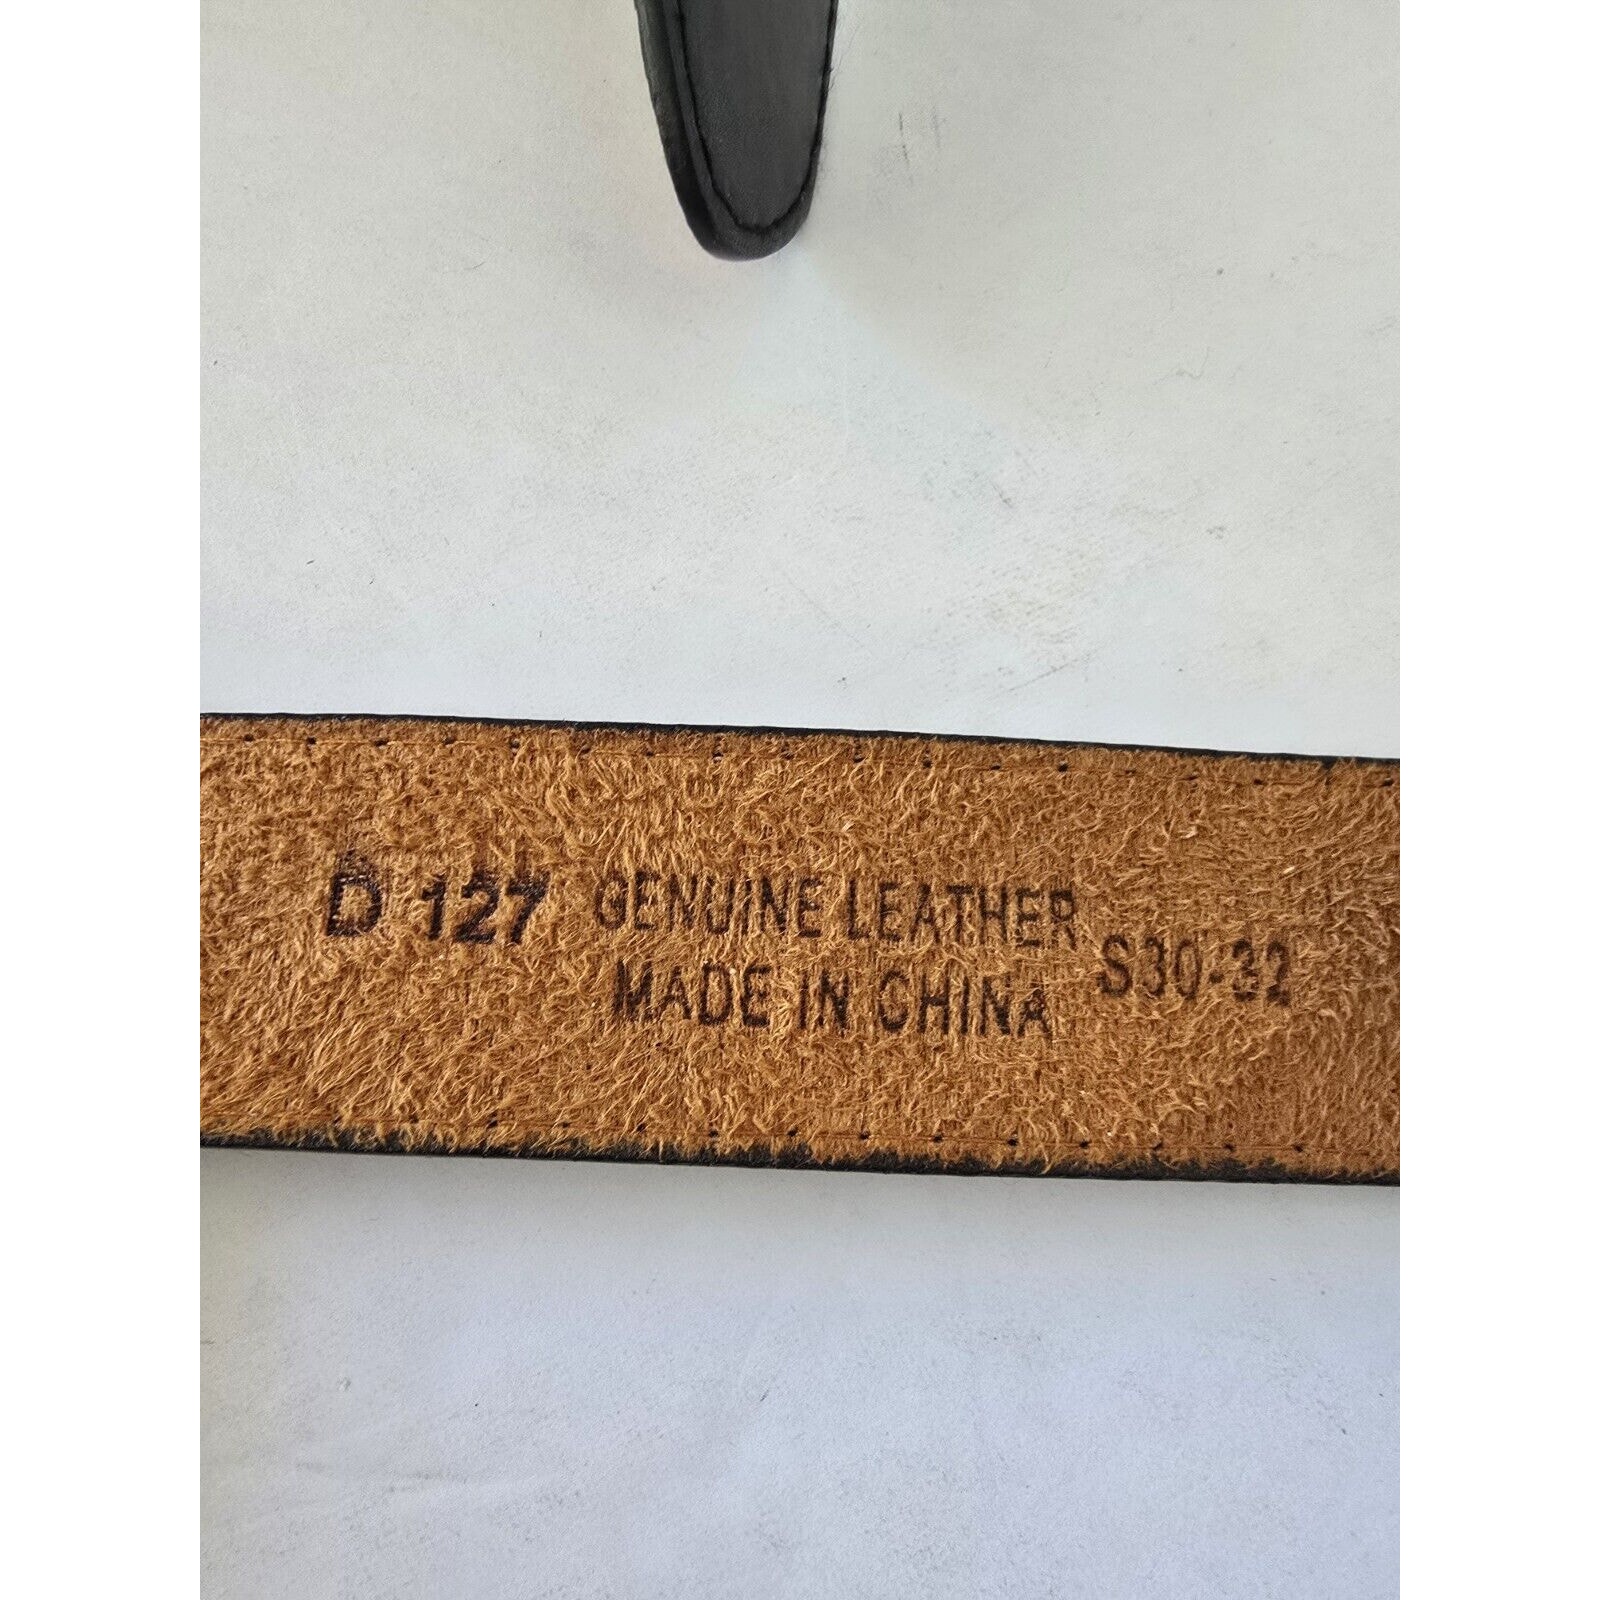 D 127 GENUINE LEATHER
MADE IN CHINA S30-32